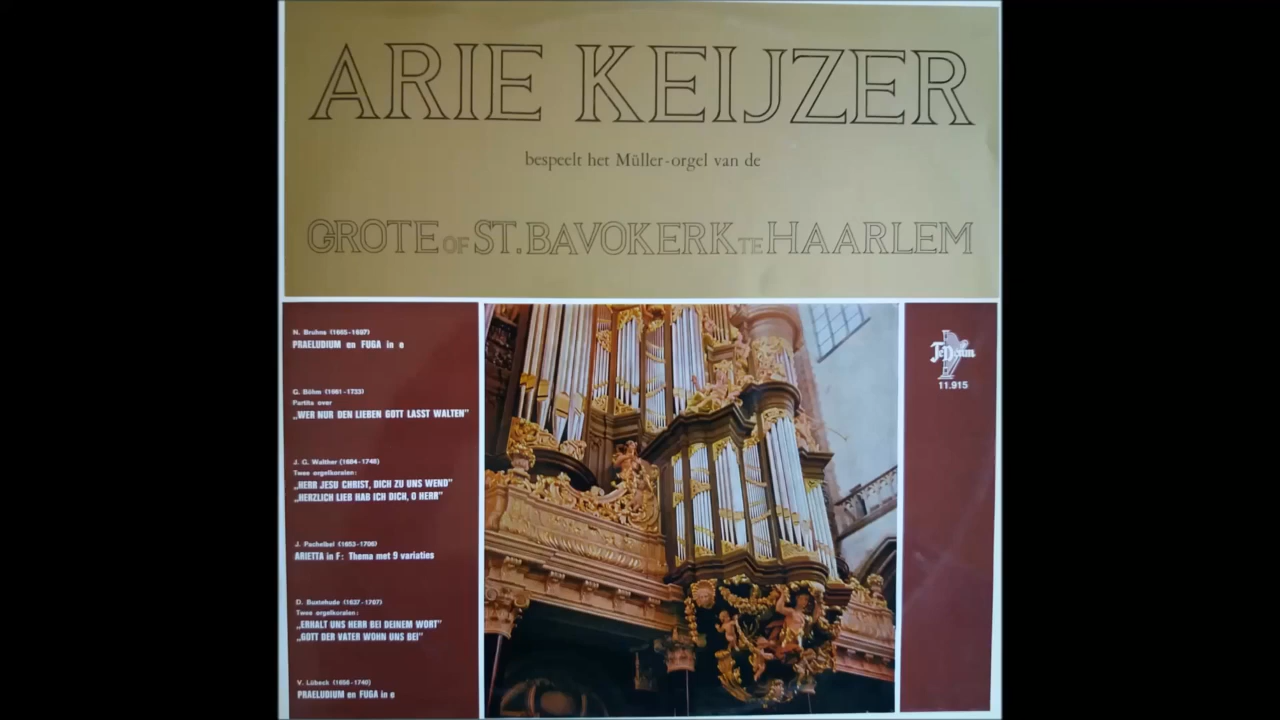 ARIE KEIJZER
bespeelt het Müller-orgel van de
GROTE OF ST. BAVOKERK TE HAARLEM
N. Bruhns (1665-1697)
PRAELUDIUM en FUGA in e
G. Böhm (1661-1733)
Partita over
„WER NUR DEN LIEBEN GOTT LASST WALTEN”
J. G. Walther (1684-1748)
Twee orgelkoralen:
„HERR JESU CHRIST, DICH ZU UNS WEND”
„HERZLICH LIEB HAB ICH DICH, O HERR”
J. Pachelbel (1653-1706)
ARIETTA in F: Thema met 9 variaties
D. Buxtehude (1637-1707)
Twee orgelkoralen:
„ERHALT UNS HERR BEI DEINEM WORT”
„GOTT DER VATER WOHN UNS BEI”
V. Lübeck (1656-1740)
PRAELUDIUM en FUGA in e
TeDeum
11.915